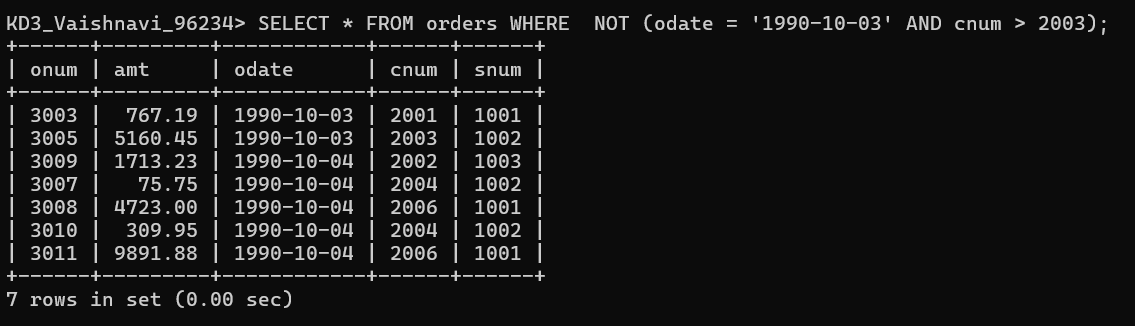 KD3_Vaishnavi_96234> SELECT * FROM orders WHERE  NOT (odate = '1990-10-03' AND cnum > 2003);
+------+---------+------------+------+------+
| onum | amt     | odate      | cnum | snum |
+------+---------+------------+------+------+
| 3003 |  767.19 | 1990-10-03 | 2001 | 1001 |
| 3005 | 5160.45 | 1990-10-03 | 2003 | 1002 |
| 3009 | 1713.23 | 1990-10-04 | 2002 | 1003 |
| 3007 |   75.75 | 1990-10-04 | 2004 | 1002 |
| 3008 | 4723.00 | 1990-10-04 | 2006 | 1001 |
| 3010 |  309.95 | 1990-10-04 | 2004 | 1002 |
| 3011 | 9891.88 | 1990-10-04 | 2006 | 1001 |
+------+---------+------------+------+------+
7 rows in set (0.00 sec)